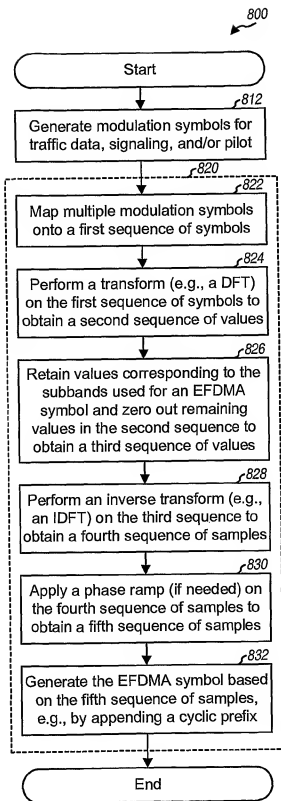 800
Start
812
Generate modulation symbols for
traffic data, signaling, and/or pilot
820
822
Map multiple modulation symbols
onto a first sequence of symbols
824
Perform a transform (e.g., a DFT)
on the first sequence of symbols to
obtain a second sequence of values
826
Retain values corresponding to the
subbands used for an EFDMA
symbol and zero out remaining
values in the second sequence to
obtain a third sequence of values
828
Perform an inverse transform (e.g.,
an IDFT) on the third sequence to
obtain a fourth sequence of samples
830
Apply a phase ramp (if needed) on
the fourth sequence of samples to
obtain a fifth sequence of samples
832
Generate the EFDMA symbol based
on the fifth sequence of samples,
e.g., by appending a cyclic prefix
End